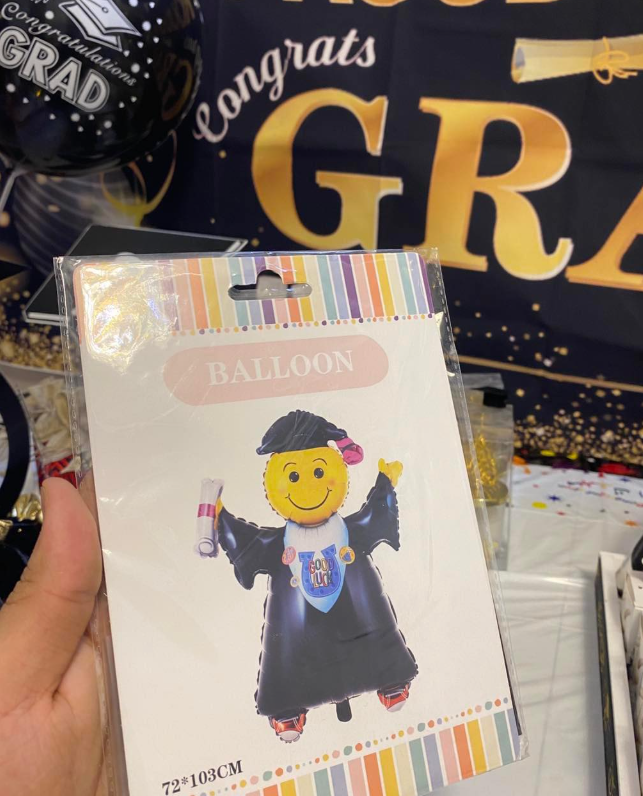 Congratulations
GRAD
Congrats
GRA
BALLOON
GOOD
LUCK
72*103CM